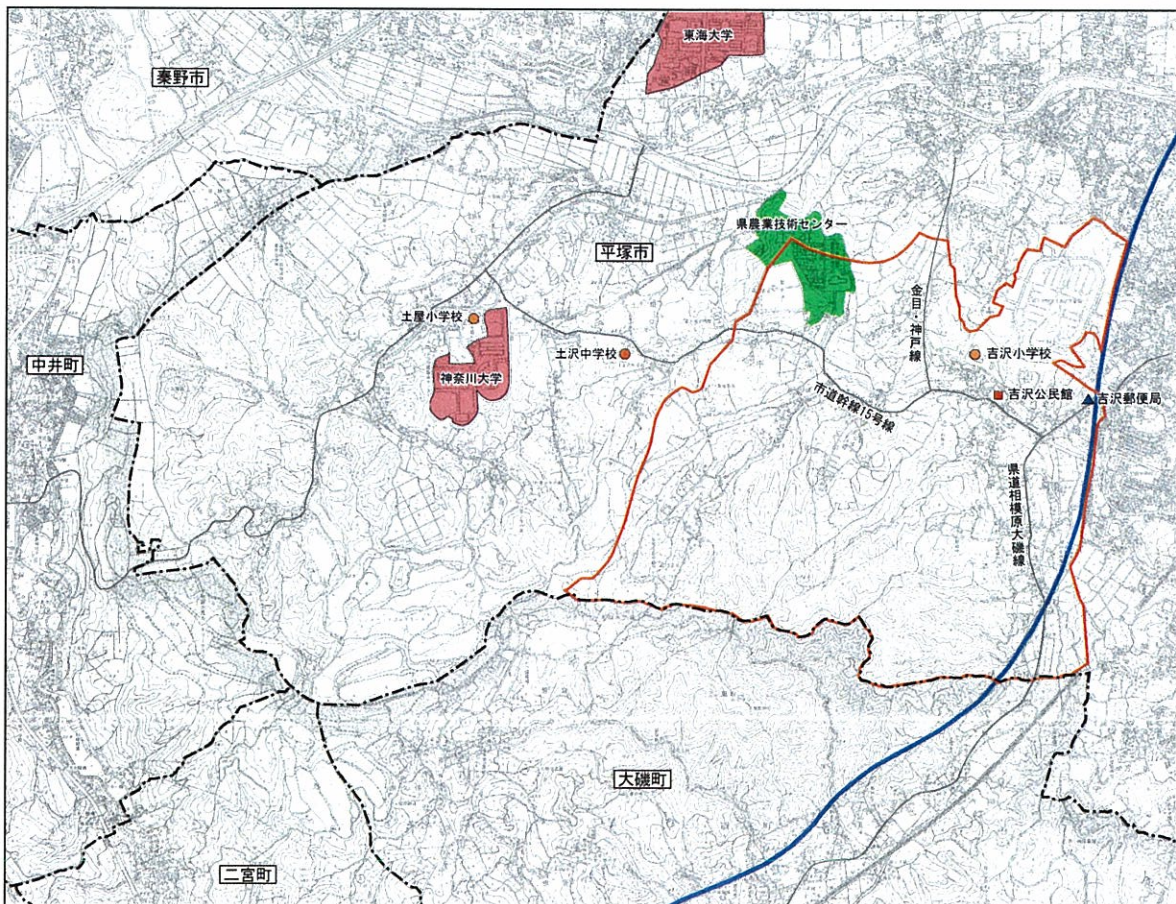 東海大学
秦野市
県農業技術センター
平塚市
金目・神戸線
土屋小学校
土沢中学校
吉沢小学校
中井町
神奈川大学
市道幹線15号線
吉沢公民館
吉沢郵便局
県道相模原大磯線
大磯町
二宮町